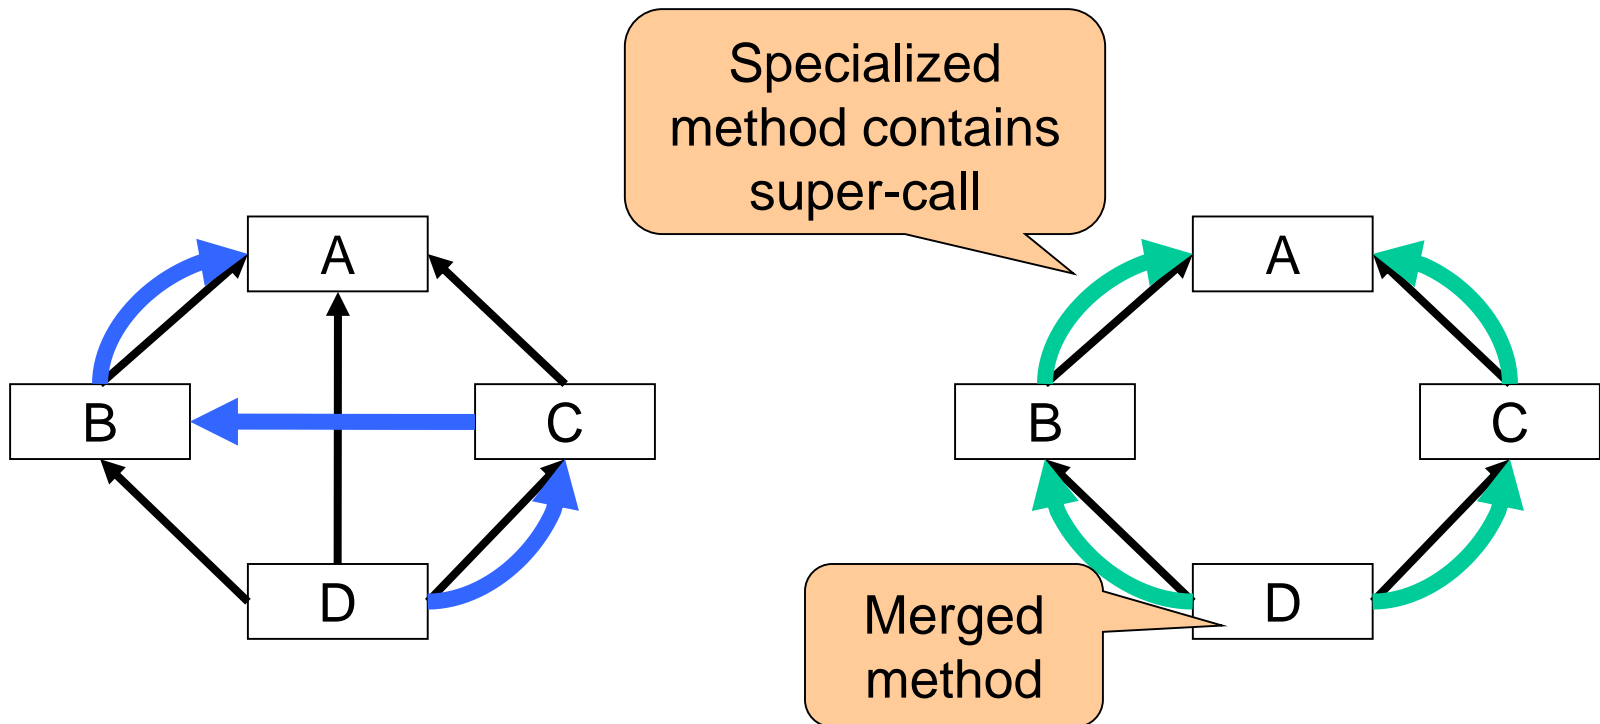 Specialized
method contains
super-call
A
B
C
D
A
B
C
D
Merged
method